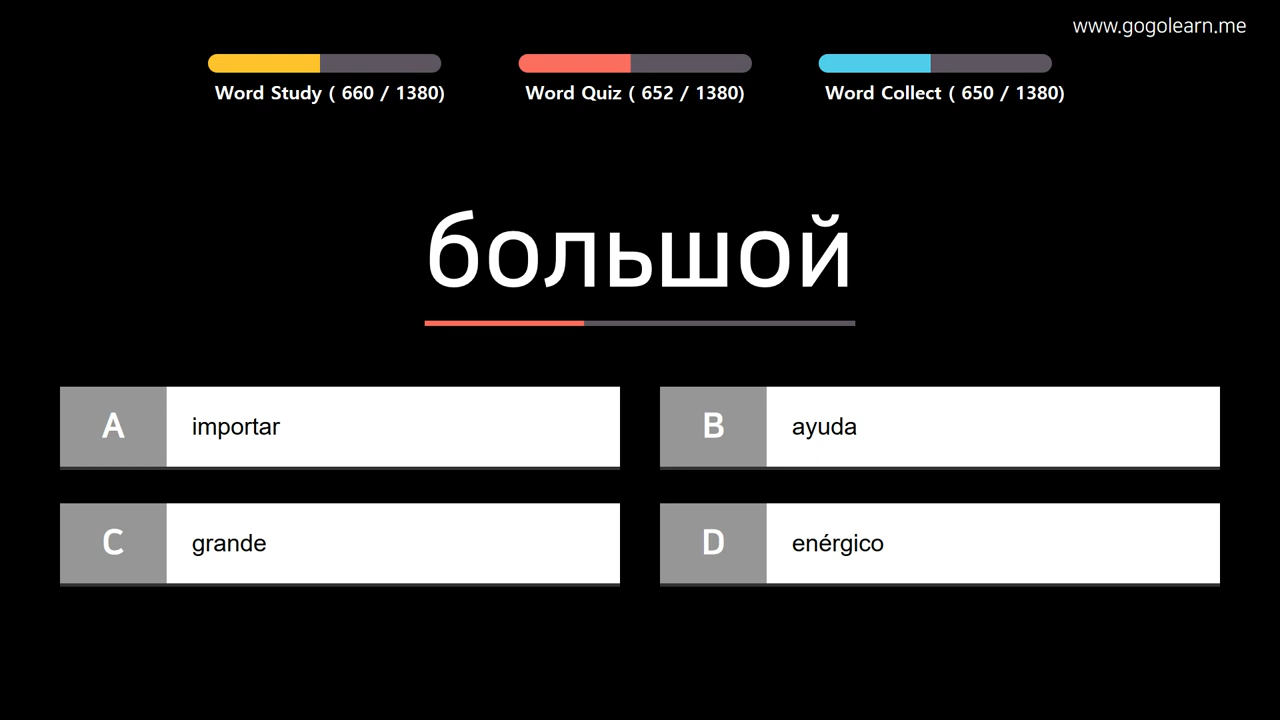 www.gogolearn.me
Word Study ( 660 / 1380)
Word Quiz ( 652 / 1380)
Word Collect ( 650 / 1380)
большой
A importar
B ayuda
C grande
D enérgico